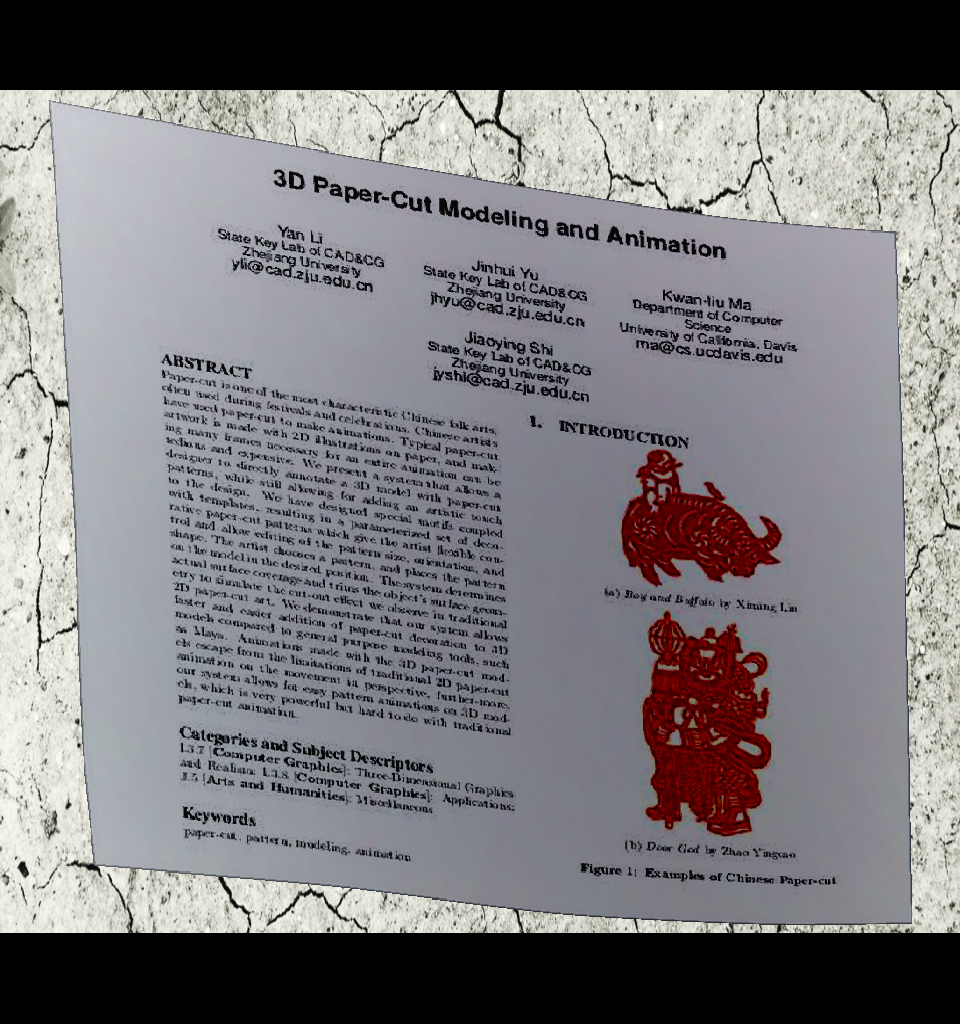 3D Paper-Cut Modeling and Animation
Yan Li
State Key Lab of CAD&CG
Zhejiang University
yli@cad.zju.edu.cn
Jinhui Yu
State Key Lab of CAD&CG
Zhejiang University
jhyu@cad.zju.edu.cn
Kwan-liu Ma
Department of Computer
Science
University of California, Davis
ma@cs.ucdavis.edu
Jiaoying Shi
State Key Lab of CAD&CG
Zhejiang University
jyshi@cad.zju.edu.cn
ABSTRACT
Paper-cut is one of the most characteristic Chinese folk arts,
often used during festivals and celebrations. Chinese artists
have used paper-cut to make animations. Typical paper-cut
artwork is made with 2D illustrations on paper, and mak-
ing many frames necessary for an entire animation can be
tedious and expensive. We present a system that allows a
designer to directly annotate a 3D model with paper-cut
patterns, while still allowing for adding an artistic touch
to the design. We have designed special motifs coupled
with templates, resulting in a parameterized set of deco-
rative paper-cut patterns which give the artist flexible con-
trol and allow editing of the pattern size, orientation, and
shape. The artist chooses a pattern, and places the pattern
on the model in the desired position. The system determines
actual surface coverage and trims the object's surface geom-
etry to simulate the cut-out effect we observe in traditional
2D paper-cut art. We demonstrate that our system allows
faster and easier addition of paper-cut decoration to 3D
models compared to general purpose modeling tools, such
as Maya. Animations made with the 3D paper-cut mod-
els escape from the limitations of traditional 2D paper-cut
animation on the movement in perspective, further-more,
our system allows for easy pattern animations on 3D mod-
els, which is very powerful but hard to do with traditional
paper-cut animation.
Categories and Subject Descriptors
I.3.7 [Computer Graphics]: Three-Dimensional Graphics
and Realism; I.3.8 [Computer Graphics]: Applications;
J.5 [Arts and Humanities]: Miscellaneous
Keywords
paper-cut, pattern, modeling, animation
1. INTRODUCTION
(a) Boy and Buffalo by Ximing Lin
(b) Door God by Zhao Yingtao
Figure 1: Examples of Chinese Paper-cut